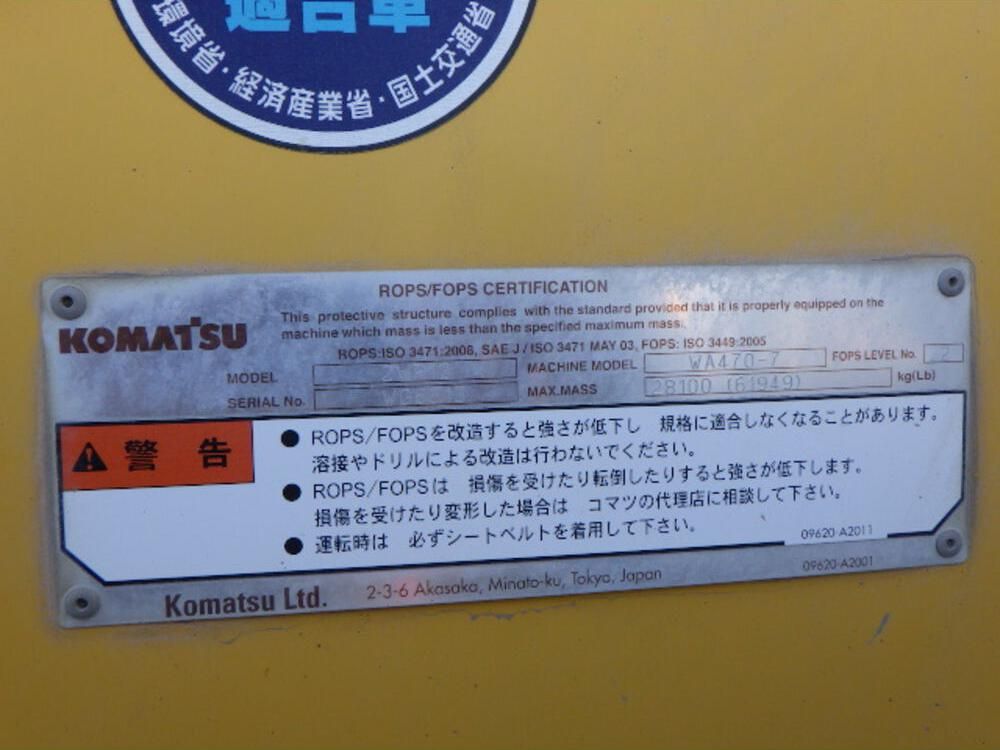 適合車
環境省・経済産業省・国土交通省
ROPS/FOPS CERTIFICATION
KOMATSU
This protective structure complies with the standard provided that it is properly equipped on the
machine which mass is less than the specified maximum mass.
ROPS:ISO 3471:2008, SAE J/ISO 3471 MAY 03, FOPS: ISO 3449:2005
MODEL MACHINE MODEL WA470-7 FOPS LEVEL No. 2
SERIAL No. MAX.MASS 28100 (61949) kg(Lb)
警告
● ROPS/FOPSを改造すると強さが低下し 規格に適合しなくなることがあります。
溶接やドリルによる改造は行わないでください。
● ROPS/FOPSは 損傷を受けたり転倒したりすると強さが低下します。
損傷を受けたり変形した場合は コマツの代理店に相談して下さい。
● 運転時は 必ずシートベルトを着用して下さい。
09620-A2011
Komatsu Ltd. 2-3-6 Akasaka, Minato-ku, Tokyo, Japan 09620-A2001